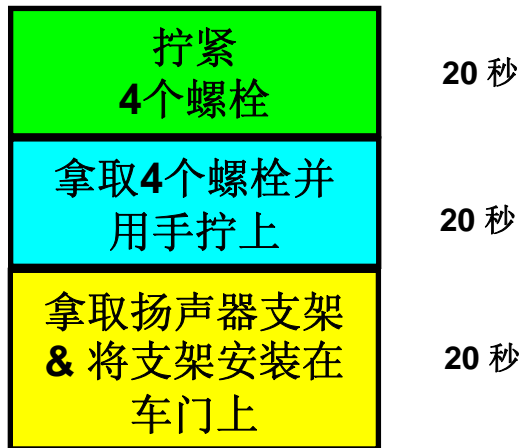 拧紧
4个螺栓
20 秒
拿取4个螺栓并
用手拧上
20 秒
拿取扬声器支架
& 将支架安装在
车门上
20 秒